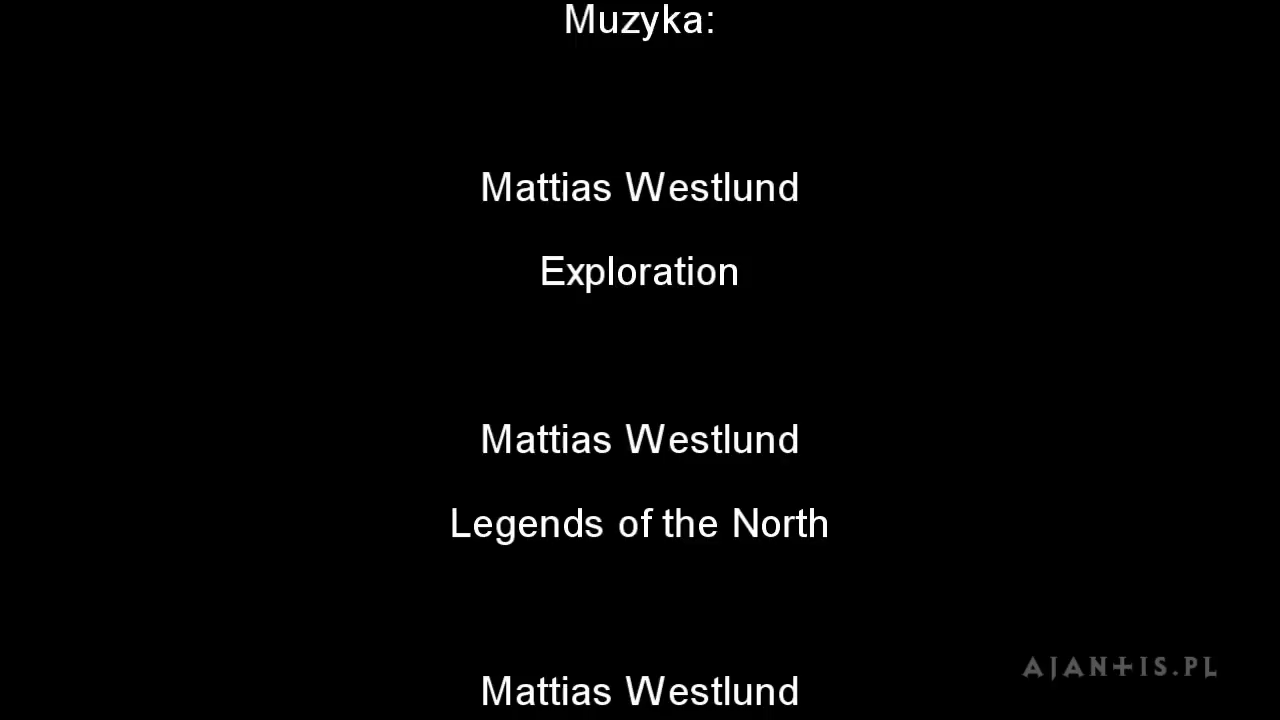 Muzyka:
Mattias Westlund
Exploration
Mattias Westlund
Legends of the North
AJANTIS.PL
Mattias Westlund